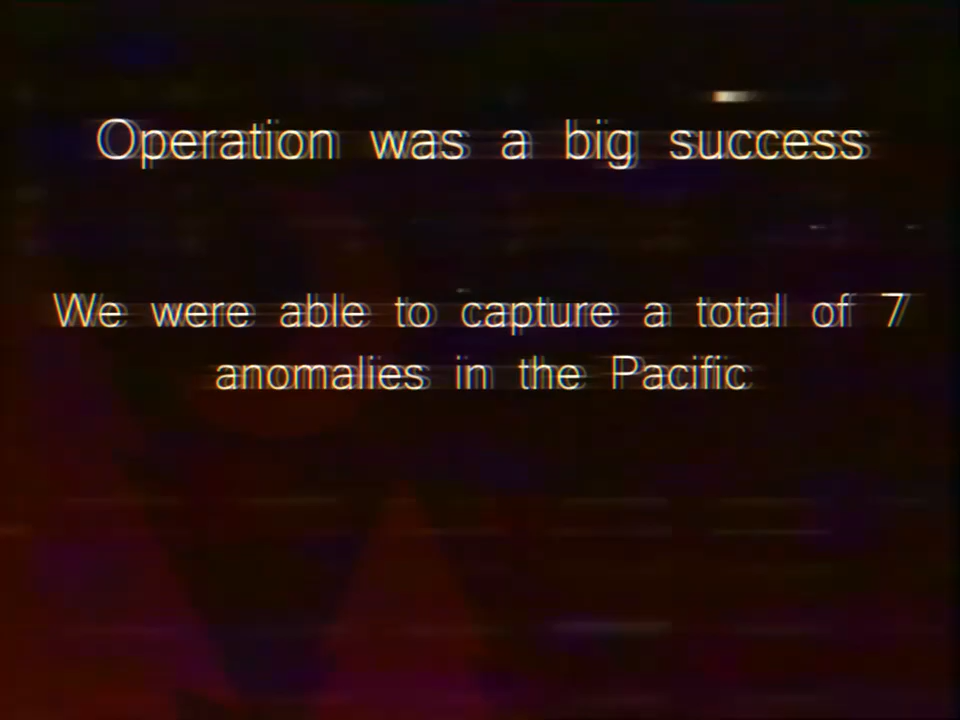 Operation was a big success
We were able to capture a total of 7
anomalies in the Pacific